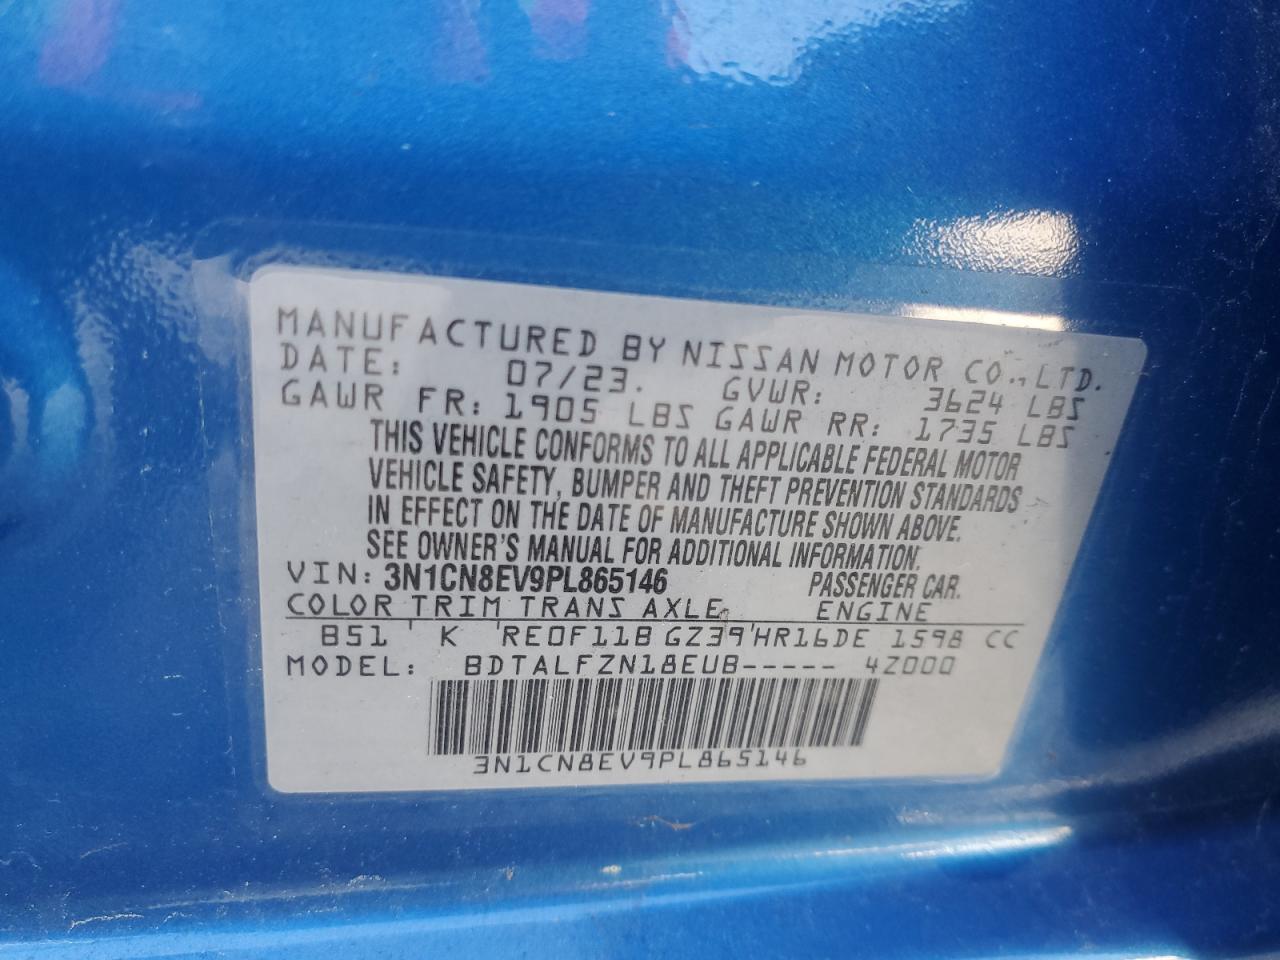 MANUFACTURED BY NISSAN MOTOR CO., LTD.
DATE: 07/23. GVWR: 3624 LBS
GAWR FR: 1905 LBS GAWR RR: 1735 LBS
THIS VEHICLE CONFORMS TO ALL APPLICABLE FEDERAL MOTOR
VEHICLE SAFETY, BUMPER AND THEFT PREVENTION STANDARDS
IN EFFECT ON THE DATE OF MANUFACTURE SHOWN ABOVE.
SEE OWNER'S MANUAL FOR ADDITIONAL INFORMATION.
VIN: 3N1CN8EV9PL865146 PASSENGER CAR.
COLOR TRIM TRANS AXLE ENGINE
B51 K RE0F11B GZ39 HR16DE 1598 CC
MODEL: BDTALFZN18EUB----- 4Z000
3N1CN8EV9PL865146